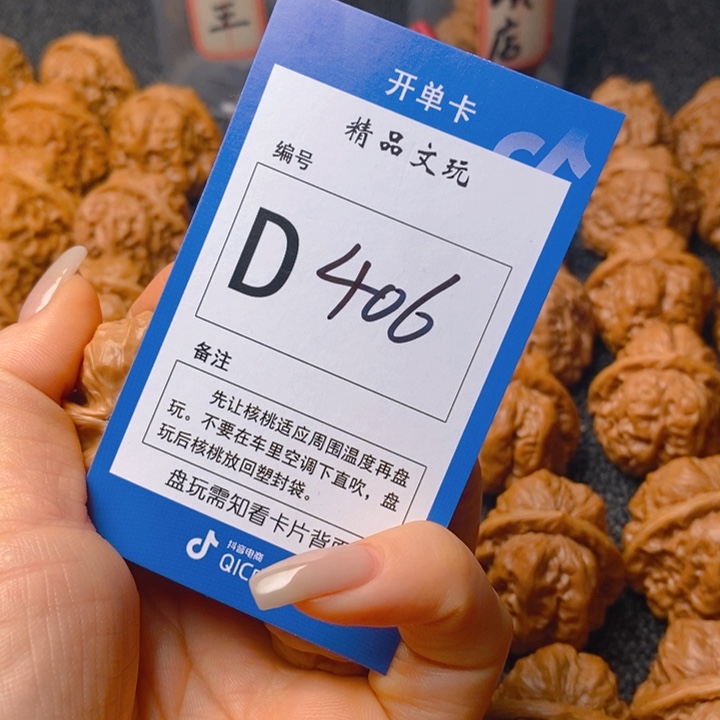 王
店
开单卡
精品文玩
编号
D 406
备注
先让核桃适应周围温度再盘
玩。不要在车里空调下直吹，盘
玩后核桃放回塑封袋。
盘玩需知看卡片背
抖音电商
QIC